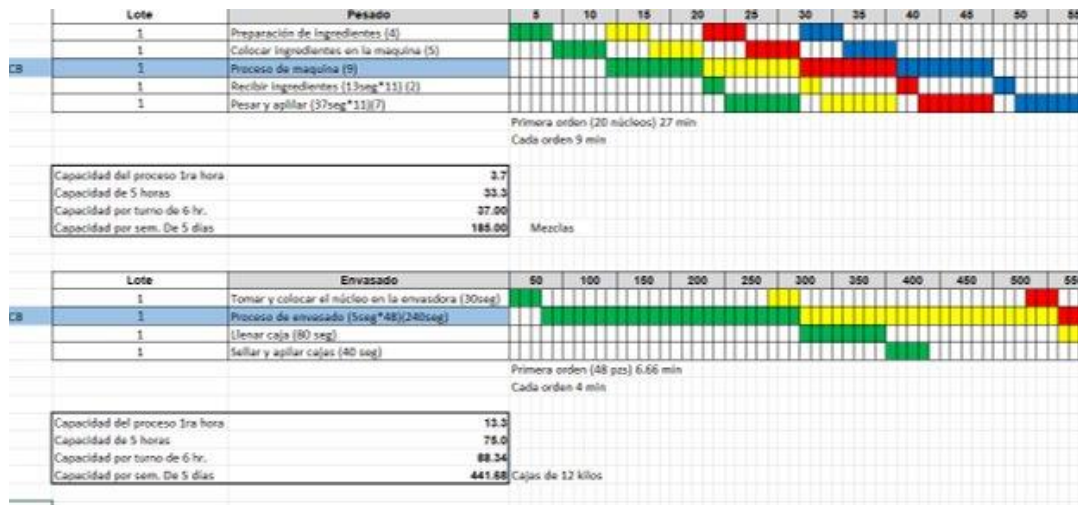 Lote Pesado 5 10 15 20 25 30 35 40 45 50 55
1 Preparación de ingredientes (4)
1 Colocar ingredientes en la maquina (5)
CB 1 Proceso de maquina (9)
1 Recibir ingredientes (13seg*11) (2)
1 Pesar y aplilar (37seg*11)(7)
Primera orden (20 núcleos) 27 min
Cada orden 9 min
Capacidad del proceso 1ra hora 3.7
Capacidad de 5 horas 33.3
Capacidad por turno de 6 hr. 37.00
Capacidad por sem. De 5 dias 185.00 Mezclas
Lote Envasado 50 100 150 200 250 300 350 400 450 500 55
1 Tomar y colocar el núcleo en la envasdora (30seg)
CB 1 Proceso de envasado (5seg*48)(240seg)
1 Llenar caja (80 seg)
1 Sellar y apilar cajas (40 seg)
Primera orden (48 pzs) 6.66 min
Cada orden 4 min
Capacidad del proceso 1ra hora 13.3
Capacidad de 5 horas 75.0
Capacidad por turno de 6 hr. 88.34
Capacidad por sem. De 5 dias 441.68 Cajas de 12 kilos